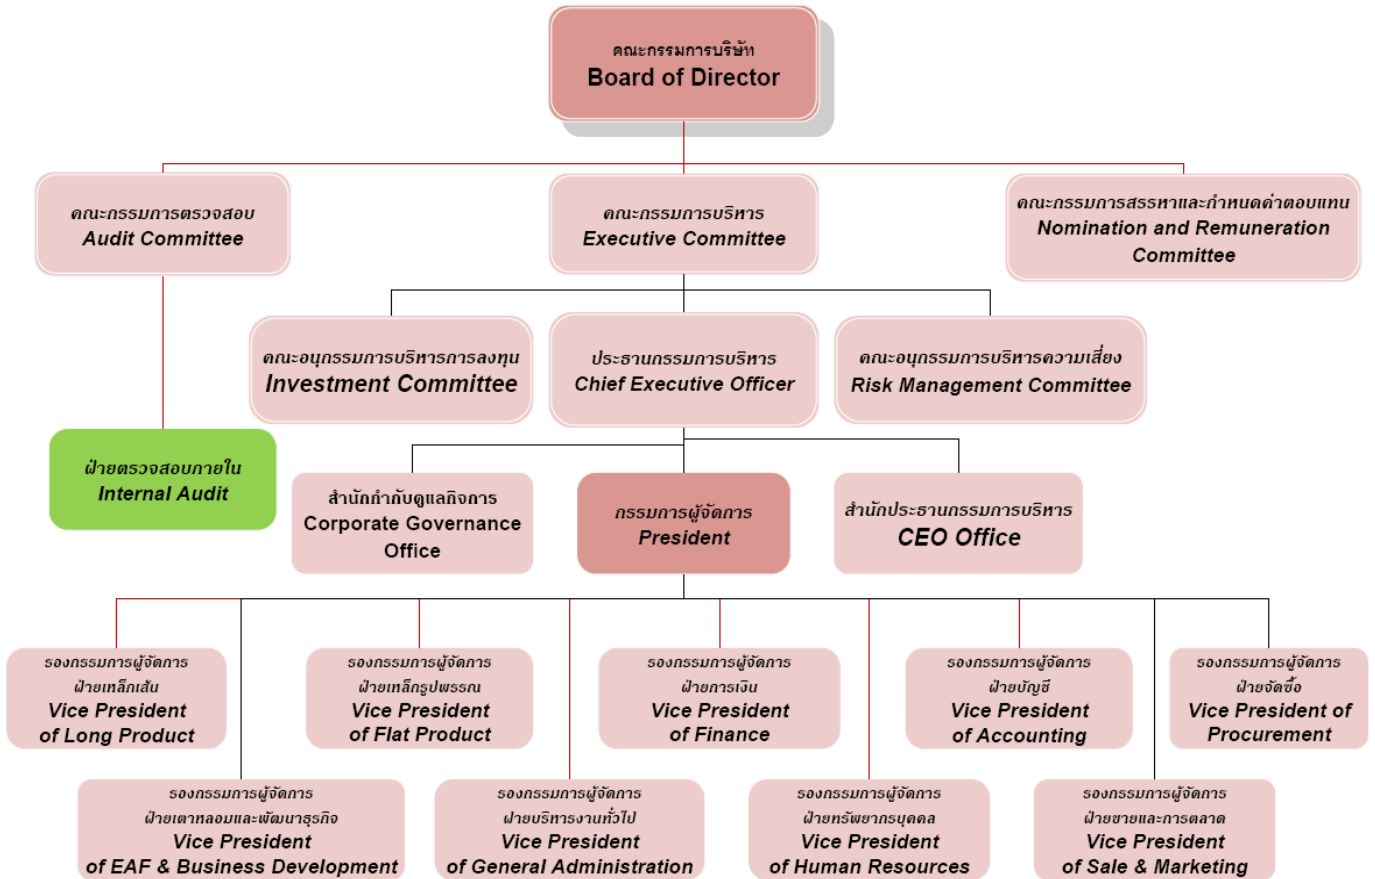 คณะกรรมการบริษัท
Board of Director
คณะกรรมการตรวจสอบ
Audit Committee
คณะกรรมการบริหาร
Executive Committee
คณะกรรมการสรรหาและกำหนดค่าตอบแทน
Nomination and Remuneration
Committee
คณะอนุกรรมการบริหารการลงทุน
Investment Committee
ประธานกรรมการบริหาร
Chief Executive Officer
คณะอนุกรรมการบริหารความเสี่ยง
Risk Management Committee
ฝ่ายตรวจสอบภายใน
Internal Audit
สำนักกำกับดูแลกิจการ
Corporate Governance
Office
กรรมการผู้จัดการ
President
สำนักประธานกรรมการบริหาร
CEO Office
รองกรรมการผู้จัดการ
ฝ่ายเหล็กเส้น
Vice President
of Long Product
รองกรรมการผู้จัดการ
ฝ่ายเหล็กรูปพรรณ
Vice President
of Flat Product
รองกรรมการผู้จัดการ
ฝ่ายการเงิน
Vice President
of Finance
รองกรรมการผู้จัดการ
ฝ่ายบัญชี
Vice President
of Accounting
รองกรรมการผู้จัดการ
ฝ่ายจัดซื้อ
Vice President of
Procurement
รองกรรมการผู้จัดการ
ฝ่ายเตาหลอมและพัฒนาธุรกิจ
Vice President
of EAF & Business Development
รองกรรมการผู้จัดการ
ฝ่ายบริหารงานทั่วไป
Vice President
of General Administration
รองกรรมการผู้จัดการ
ฝ่ายทรัพยากรบุคคล
Vice President
of Human Resources
รองกรรมการผู้จัดการ
ฝ่ายขายและการตลาด
Vice President
of Sale & Marketing